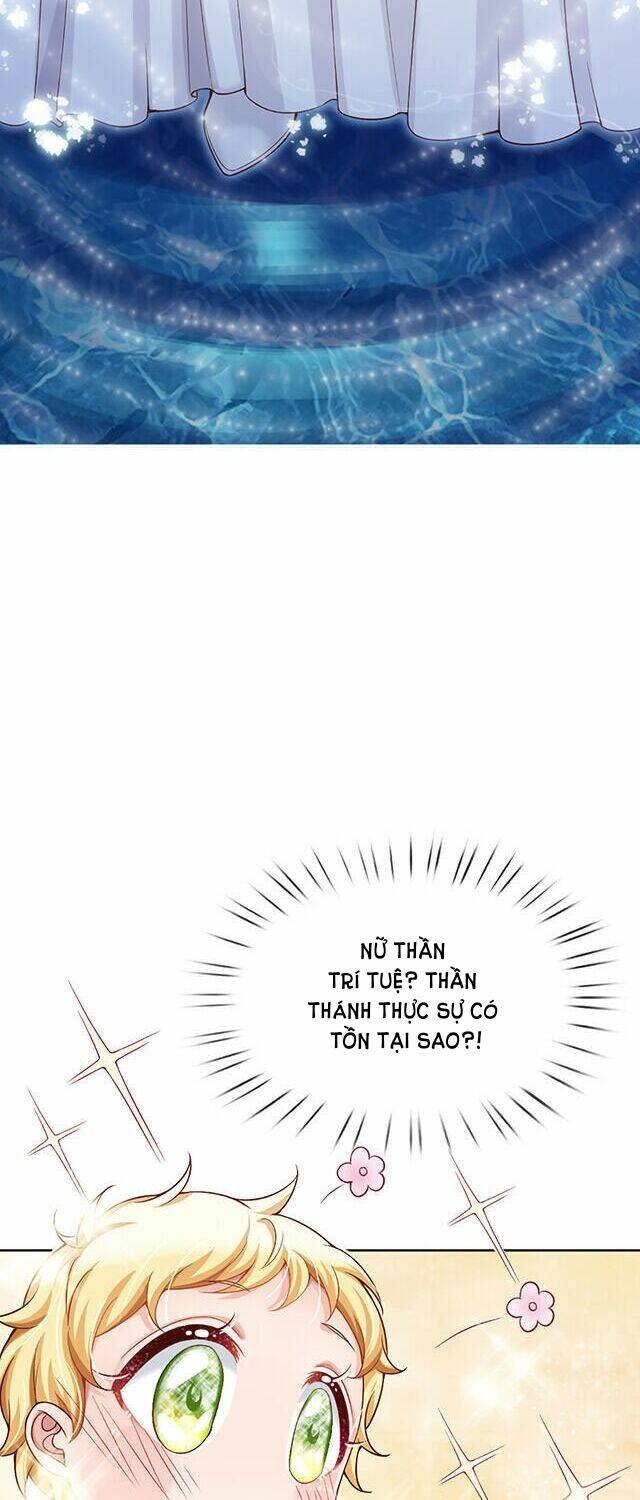 NỮ THẦN
TRÍ TUỆ? THẦN
THÁNH THỰC SỰ CÓ
TỒN TẠI SAO?!